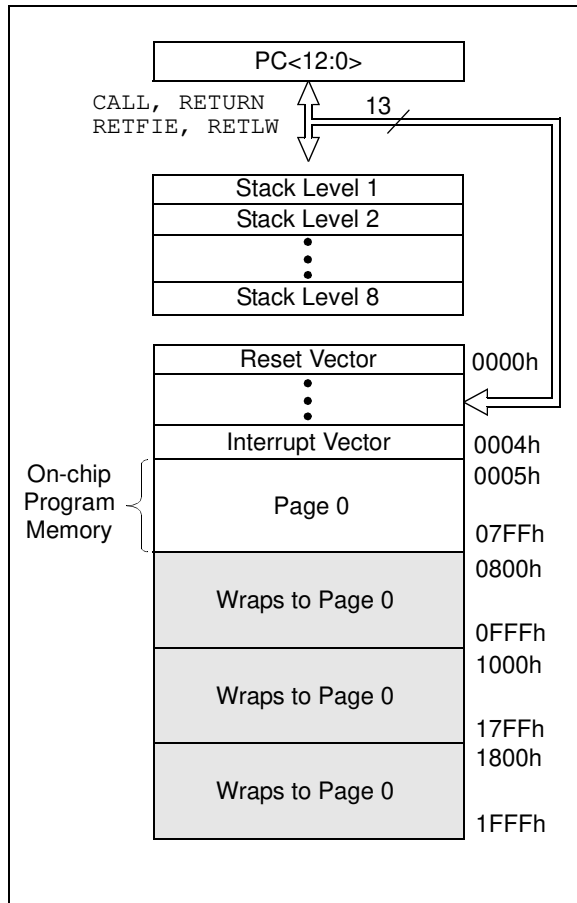 PC<12:0>
CALL, RETURN
RETFIE, RETLW
13
Stack Level 1
Stack Level 2
Stack Level 8
Reset Vector
0000h
Interrupt Vector
0004h
On-chip
Program
Memory
0005h
Page 0
07FFh
0800h
Wraps to Page 0
0FFFh
1000h
Wraps to Page 0
17FFh
1800h
Wraps to Page 0
1FFFh